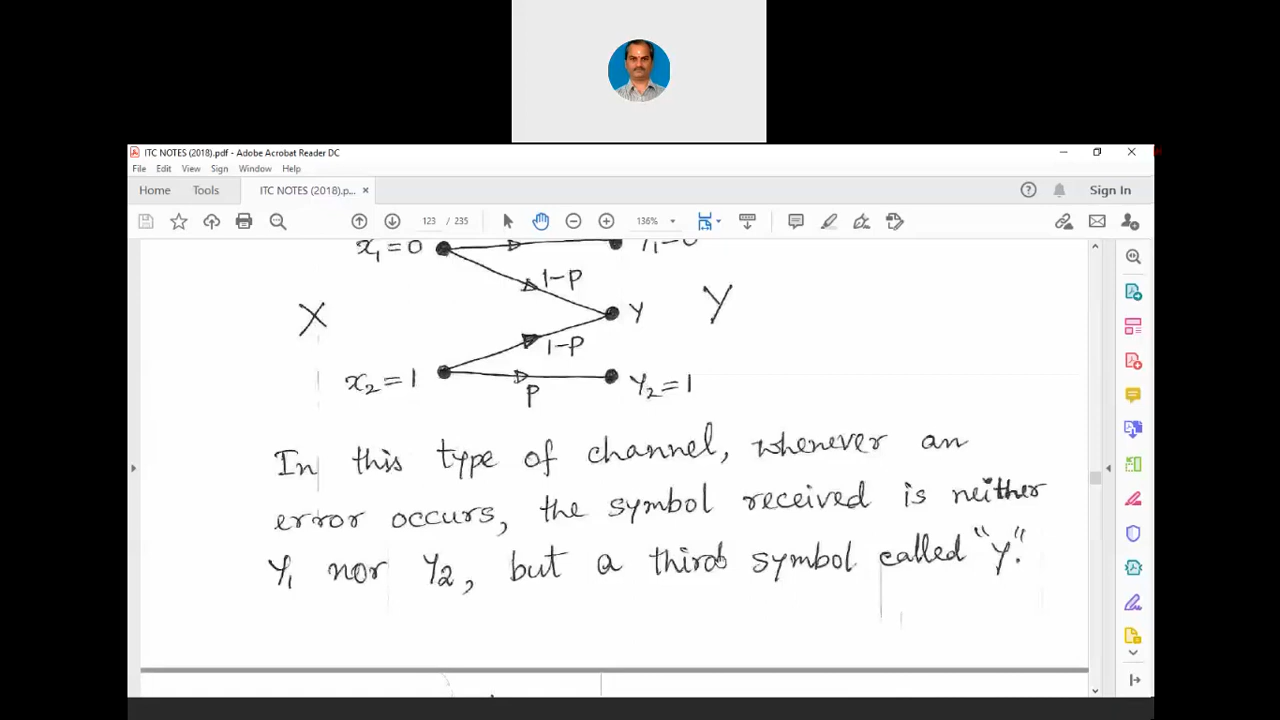 ITC NOTES (2018).pdf - Adobe Acrobat Reader DC
File Edit View Sign Window Help
Home Tools ITC NOTES (2018).p... × Sign In
123 / 235 136%
x₁ = 0
1-P
X y Y
1-P
x₂ = 1 Y₂ = 1
P
In this type of channel, whenever an
error occurs, the symbol received is neither
Y₁ nor Y₂, but a third symbol called "y".